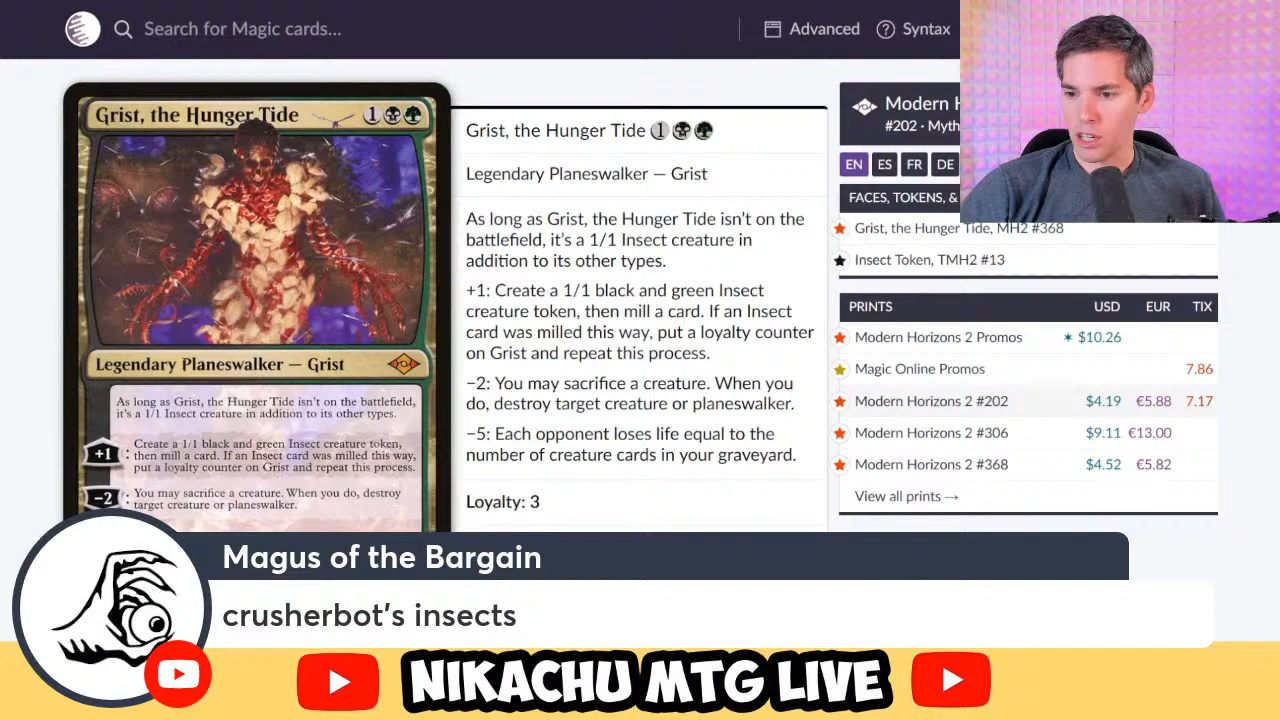 Search for Magic cards...
Advanced
Syntax
Grist, the Hunger Tide 1
Legendary Planeswalker — Grist
As long as Grist, the Hunger Tide isn't on the battlefield,
it's a 1/1 Insect creature in addition to its other types.
+1: Create a 1/1 black and green Insect creature token,
then mill a card. If an Insect card was milled this way,
put a loyalty counter on Grist and repeat this process.
−2: You may sacrifice a creature. When you do, destroy
target creature or planeswalker.
Grist, the Hunger Tide 1
Legendary Planeswalker — Grist
As long as Grist, the Hunger Tide isn't on the
battlefield, it's a 1/1 Insect creature in
addition to its other types.
+1: Create a 1/1 black and green Insect
creature token, then mill a card. If an Insect
card was milled this way, put a loyalty counter
on Grist and repeat this process.
−2: You may sacrifice a creature. When you
do, destroy target creature or planeswalker.
−5: Each opponent loses life equal to the
number of creature cards in your graveyard.
Loyalty: 3
Modern H
#202 · Myth
EN ES FR DE
FACES, TOKENS, &
Grist, the Hunger Tide, MH2 #368
Insect Token, TMH2 #13
PRINTS USD EUR TIX
Modern Horizons 2 Promos $10.26
Magic Online Promos 7.86
Modern Horizons 2 #202 $4.19 €5.88 7.17
Modern Horizons 2 #306 $9.11 €13.00
Modern Horizons 2 #368 $4.52 €5.82
View all prints →
Magus of the Bargain
crusherbot's insects
NIKACHU MTG LIVE